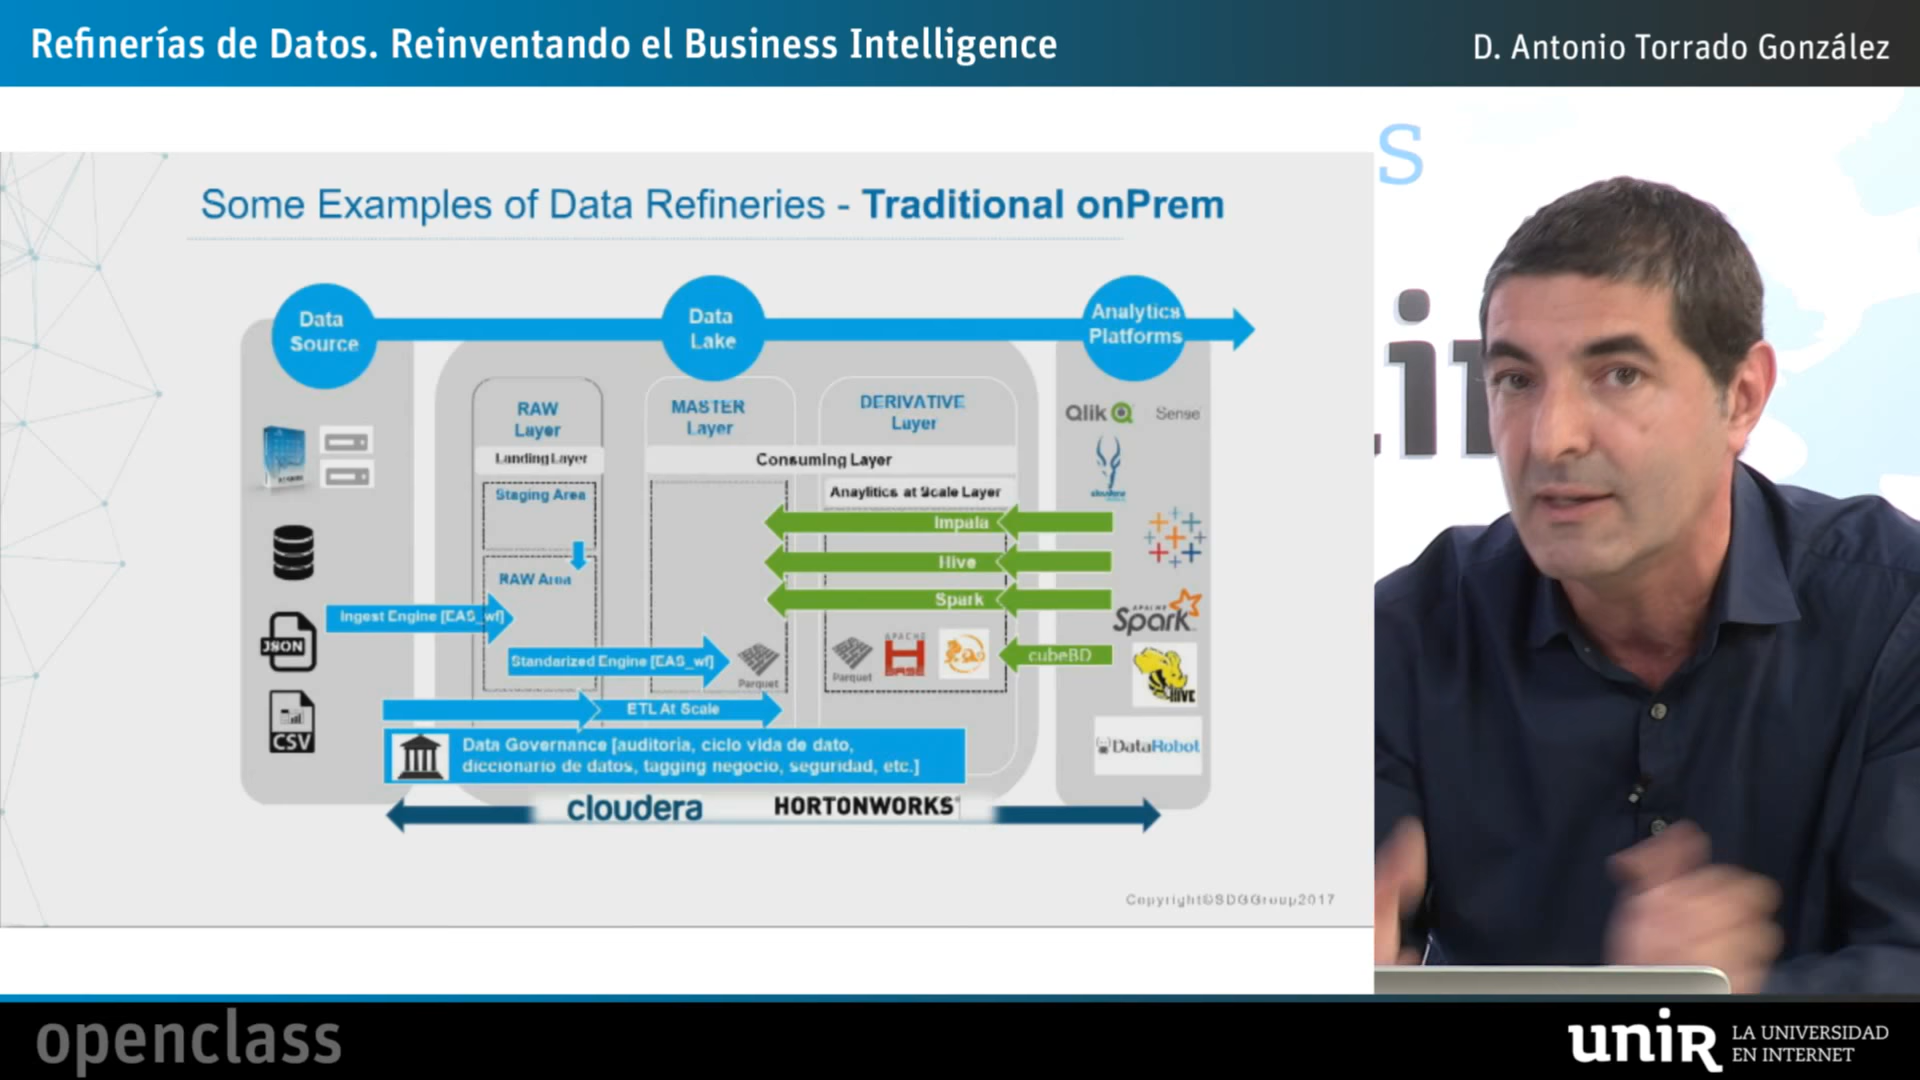 Refinerías de Datos. Reinventando el Business Intelligence
D. Antonio Torrado González
S
Some Examples of Data Refineries - Traditional onPrem
Data
Source
Data
Lake
Analytics
Platforms
RAW
Layer
MASTER
Layer
DERIVATIVE
Layer
Landing Layer
Consuming Layer
Staging Area
Anaylitics at Scale Layer
RAW Area
Impala
Hive
Spark
cubeBD
Ingest Engine [EAS_wf]
Standarized Engine [EAS_wf]
Parquet
Parquet
APACHE
HBASE
ETL At Scale
Data Governance [auditoria, ciclo vida de dato,
diccionario de datos, tagging negocio, seguridad, etc.]
cloudera
HORTONWORKS
JSON
CSV
Qlik Sense
APACHE
Spark
HIVE
DataRobot
Copyright©SDGGroup2017
openclass
unir
LA UNIVERSIDAD
EN INTERNET